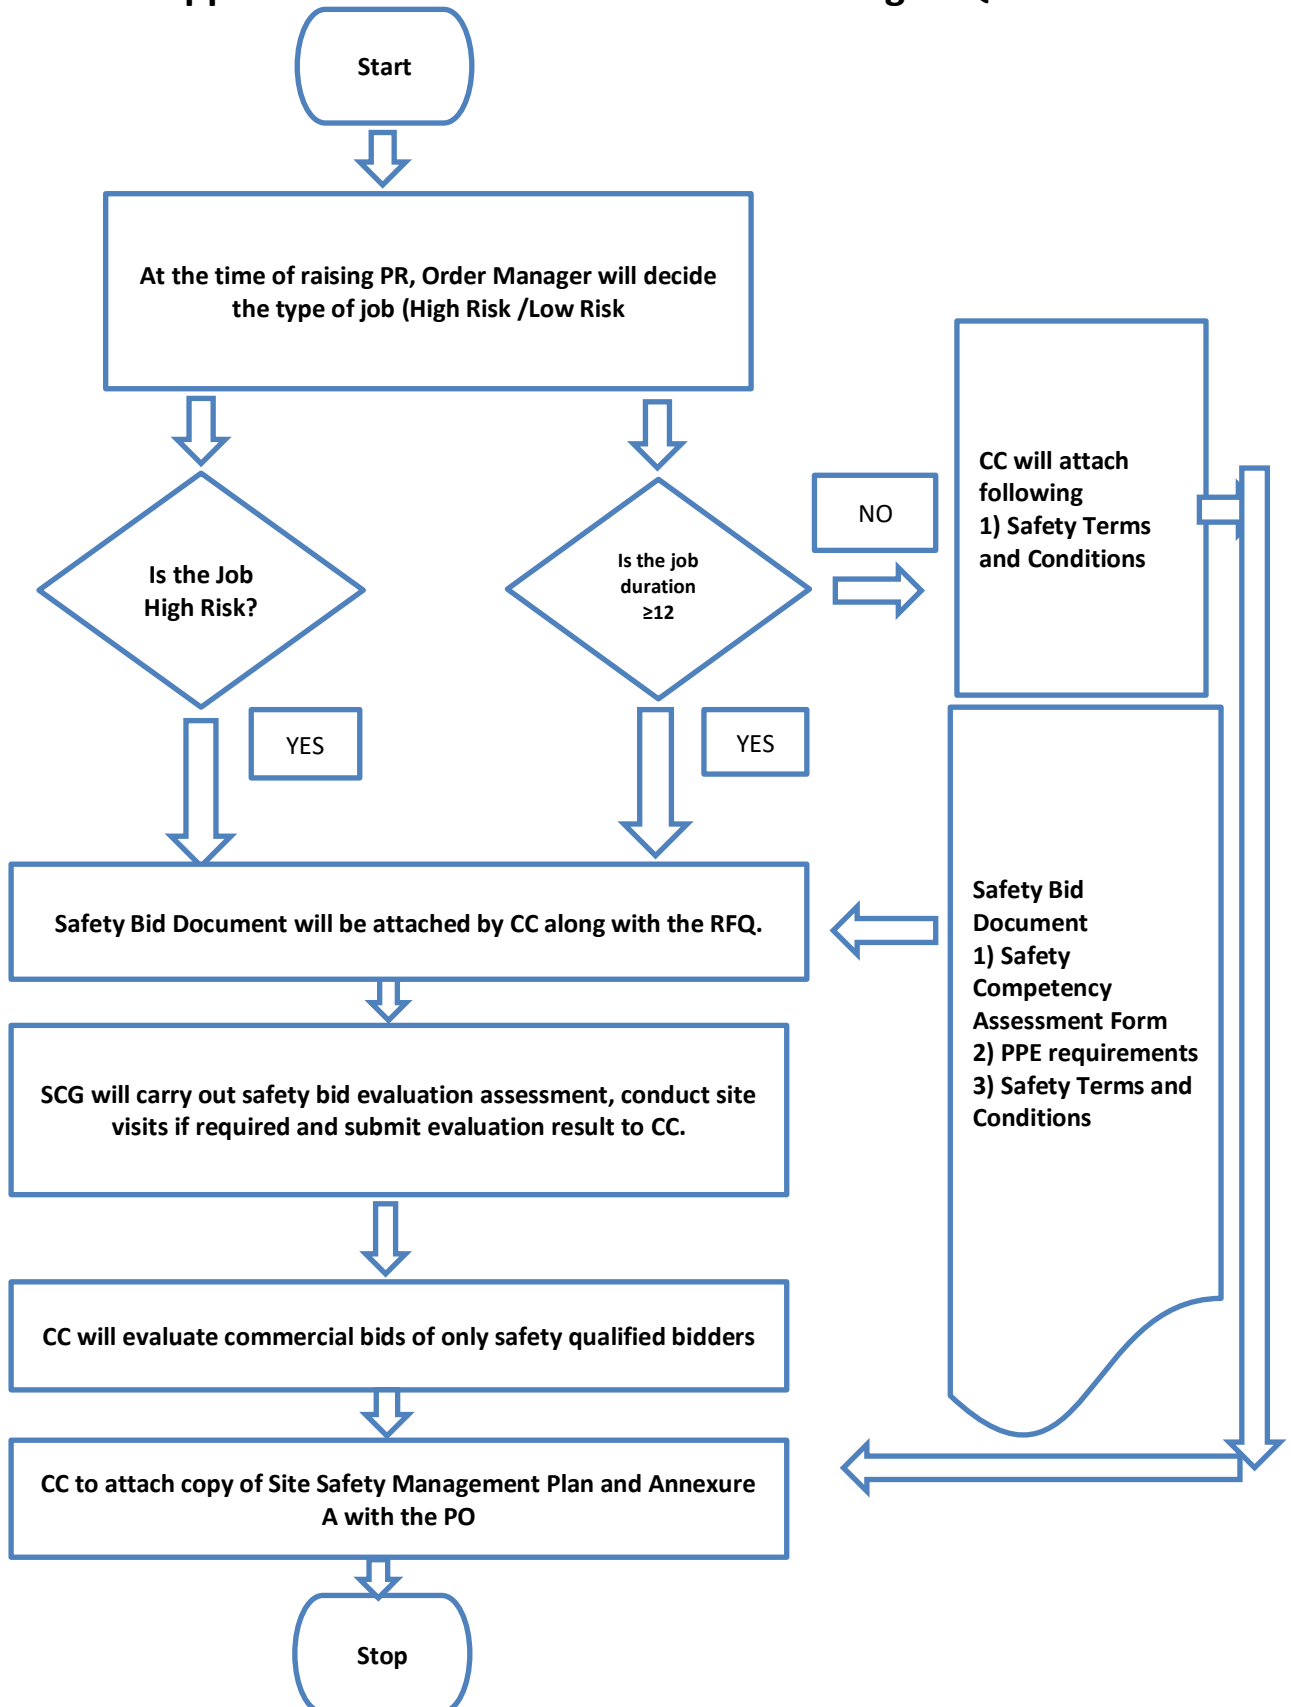 Start
At the time of raising PR, Order Manager will decide
the type of job (High Risk /Low Risk
Is the Job
High Risk?
Is the job
duration
≥12
NO
CC will attach
following
1) Safety Terms
and Conditions
YES
YES
Safety Bid Document will be attached by CC along with the RFQ.
Safety Bid
Document
1) Safety
Competency
Assessment Form
2) PPE requirements
3) Safety Terms and
Conditions
SCG will carry out safety bid evaluation assessment, conduct site
visits if required and submit evaluation result to CC.
CC will evaluate commercial bids of only safety qualified bidders
CC to attach copy of Site Safety Management Plan and Annexure
A with the PO
Stop